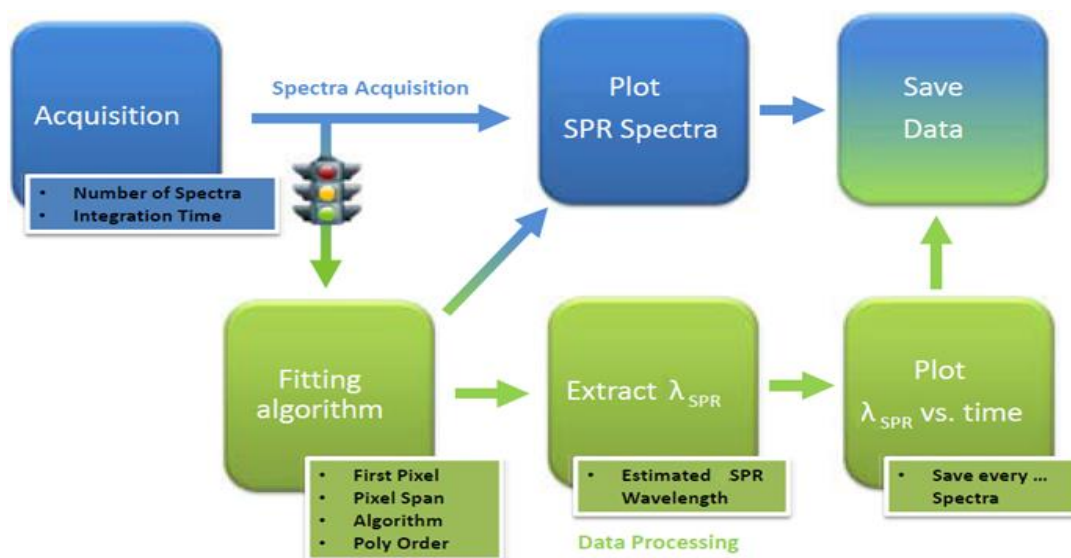 Acquisition
• Number of Spectra
• Integration Time
Spectra Acquisition
Plot
SPR Spectra
Save
Data
Fitting
algorithm
• First Pixel
• Pixel Span
• Algorithm
• Poly Order
Extract λSPR
• Estimated SPR
Wavelength
Plot
λSPR vs. time
• Save every ...
Spectra
Data Processing